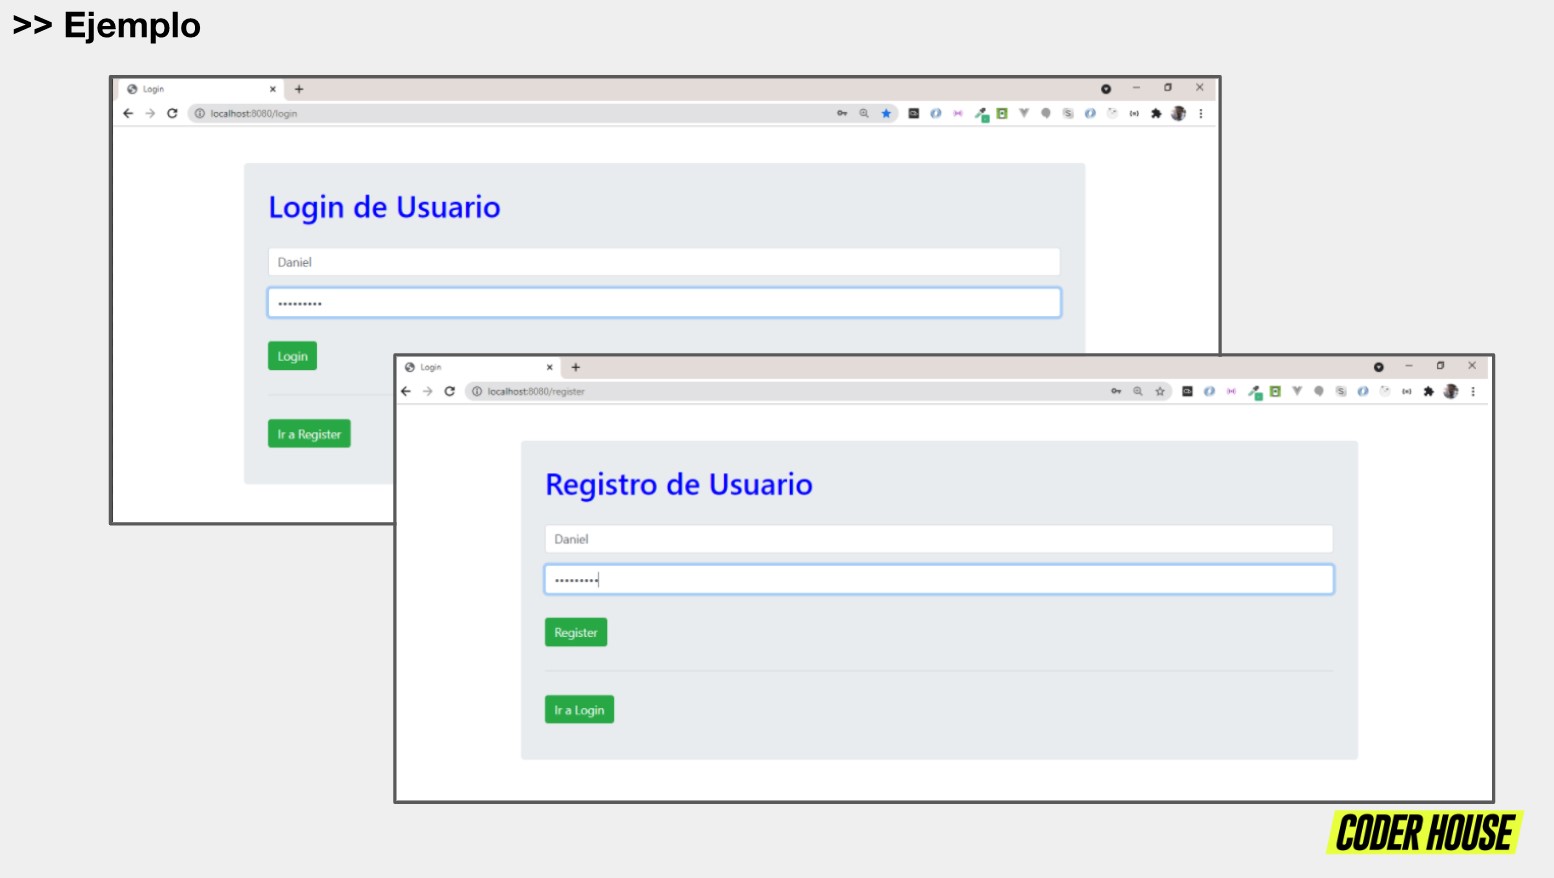 >> Ejemplo
Login
localhost:8080/login
Login de Usuario
Daniel
•••••••••
Login
Ir a Register
Login
localhost:8080/register
Registro de Usuario
Daniel
•••••••••
Register
Ir a Login
CODER HOUSE